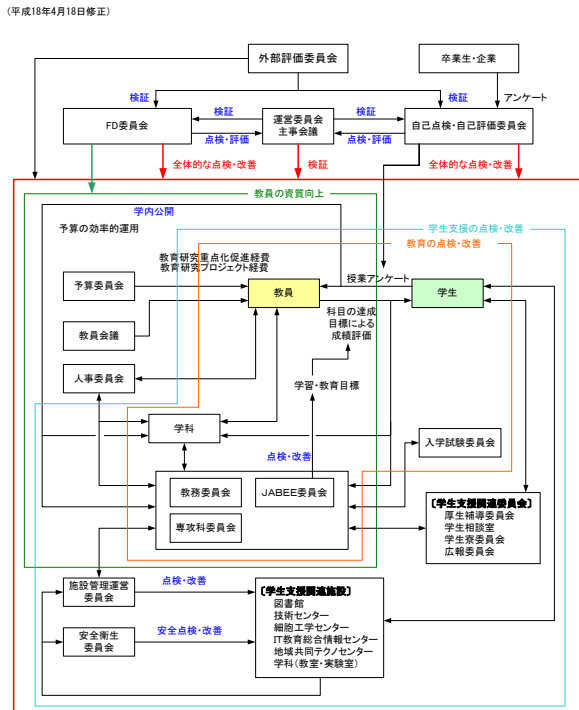 (平成18年4月18日修正)
外部評価委員会
卒業生・企業
検証
検証
アンケート
FD委員会
検証
点検・評価
運営委員会
主事会議
検証
点検・評価
自己点検・自己評価委員会
全体的な点検・改善
検証
全体的な点検・改善
教員の資質向上
学内公開
学生支援の点検・改善
予算の効率的運用
教育の点検・改善
教育研究重点化促進経費
教育研究プロジェクト経費
授業アンケート
予算委員会
教員
学生
教員会議
科目の達成
目標による
成績評価
人事委員会
学習・教育目標
学科
入学試験委員会
点検・改善
教務委員会
JABEE委員会
専攻科委員会
〔学生支援関連委員会〕
厚生補導委員会
学生相談室
学生寮委員会
広報委員会
施設管理運営
委員会
点検・改善
〔学生支援関連施設〕
図書館
技術センター
細胞工学センター
IT教育総合情報センター
地域共同テクノセンター
学科(教室・実験室)
安全衛生
委員会
安全点検・改善